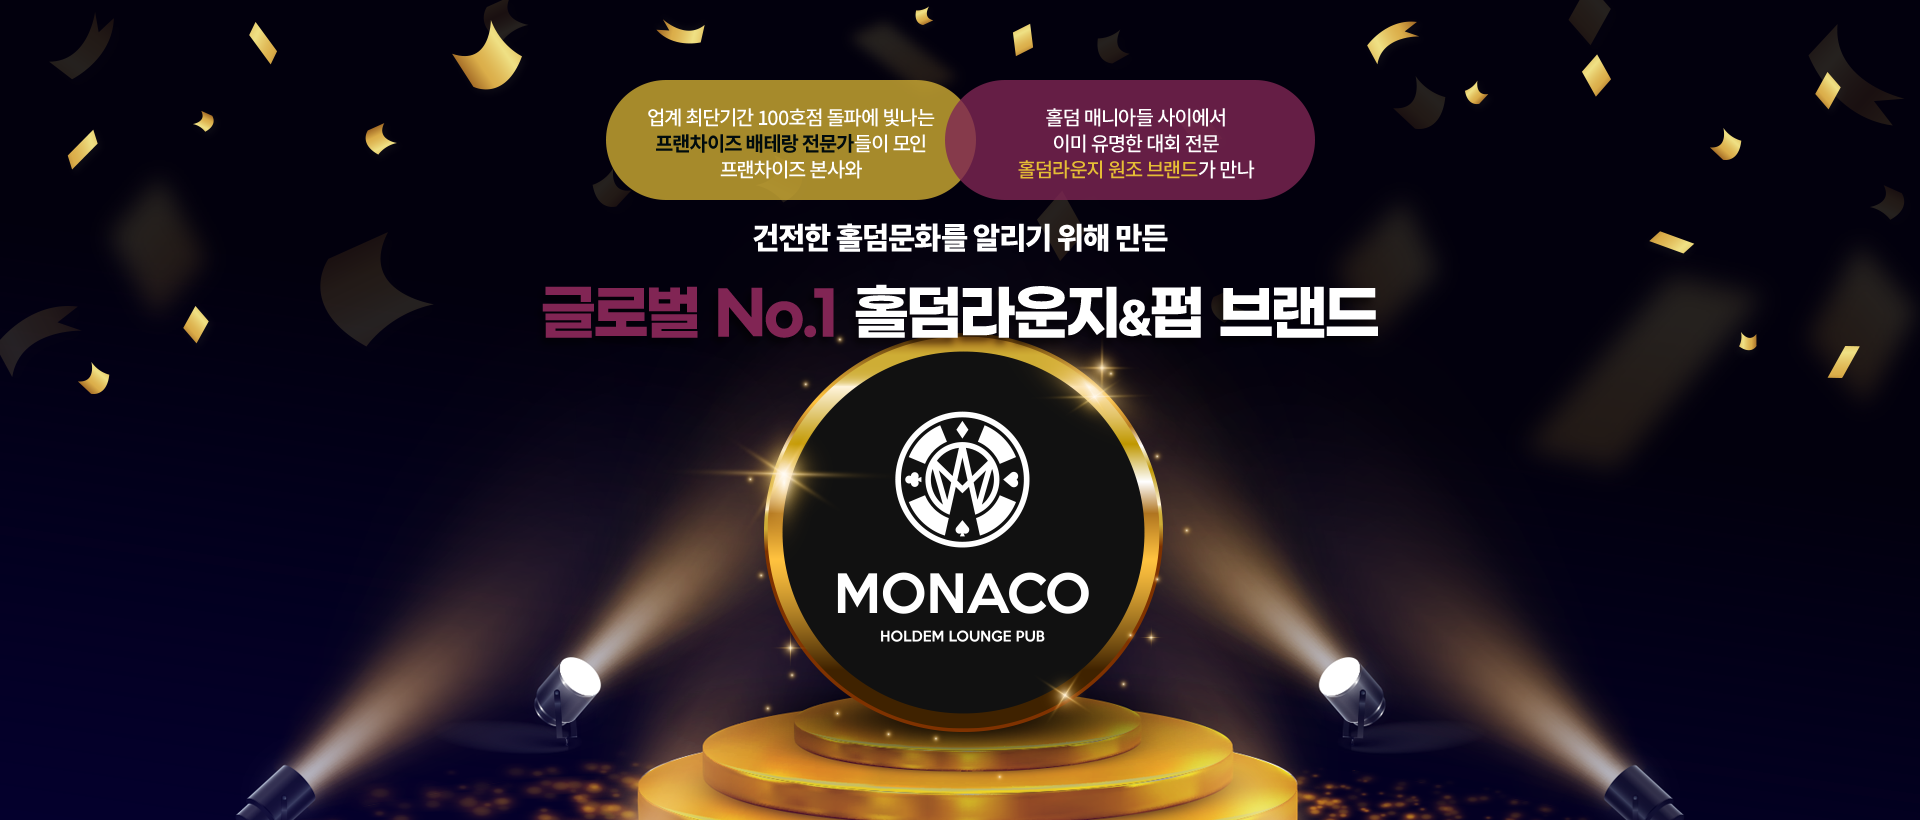 업계 최단기간 100호점 돌파에 빛나는
프랜차이즈 배테랑 전문가들이 모인
프랜차이즈 본사와
홀덤 매니아들 사이에서
이미 유명한 대회 전문
홀덤라운지 원조 브랜드가 만나
건전한 홀덤문화를 알리기 위해 만든
글로벌 No.1 홀덤라운지&펍 브랜드
MONACO
HOLDEM LOUNGE PUB